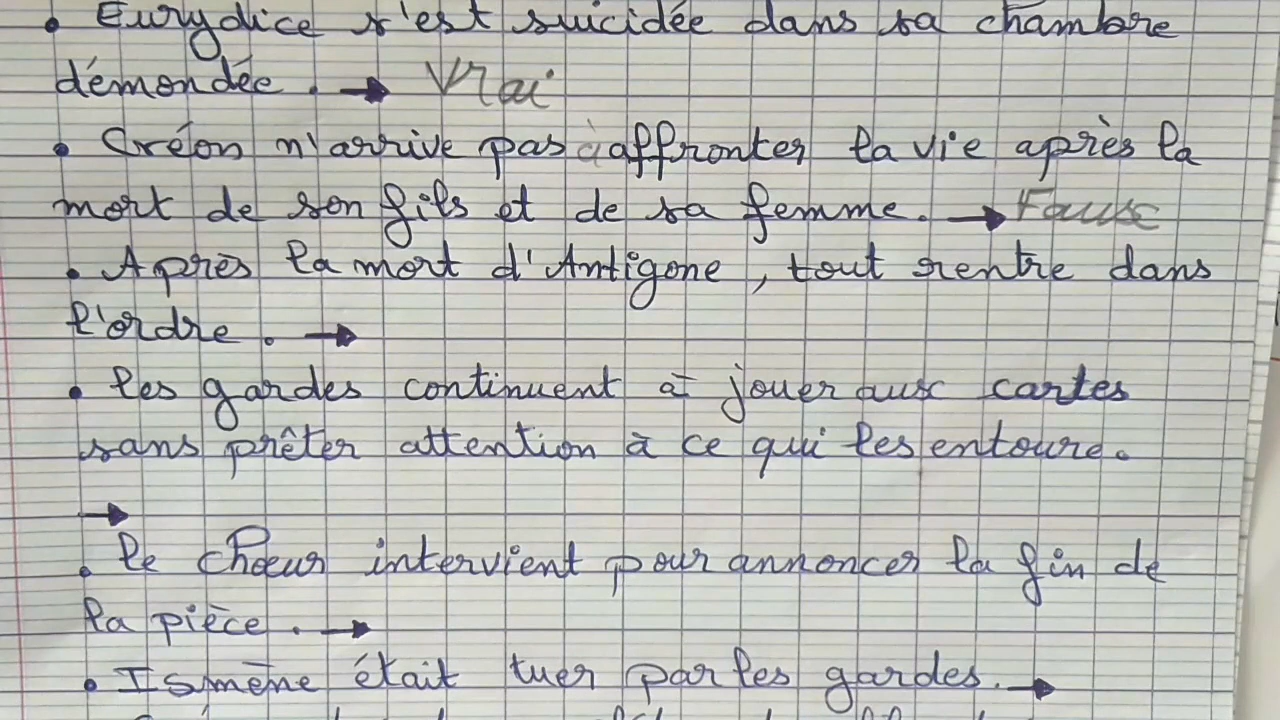 • Eurydice s'est suicidée dans sa chambre
démondée. → Vrai
• Créon n'arrive pas à affronter la vie après la
mort de son fils et de sa femme. → Faux
• Après la mort d'Antigone, tout rentre dans
l'ordre. →
• les gardes continuent à jouer aux cartes
sans prêter attention à ce qui les entoure.
→
• le chœur intervient pour annoncer la fin de
la pièce. →
• Ismène était tuer par les gardes. →